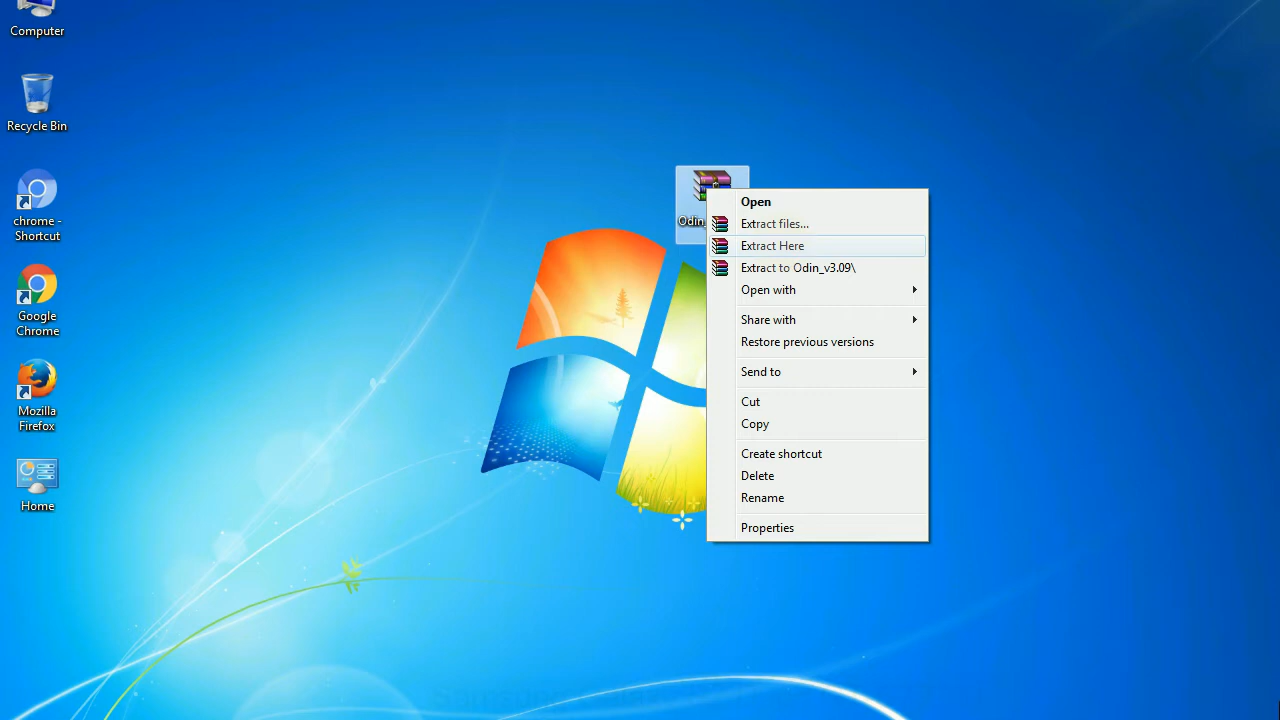 Computer
Recycle Bin
chrome -
Shortcut
Google
Chrome
Mozilla
Firefox
Home
Open
Extract files...
Extract Here
Extract to Odin_v3.09\
Open with
Share with
Restore previous versions
Send to
Cut
Copy
Create shortcut
Delete
Rename
Properties